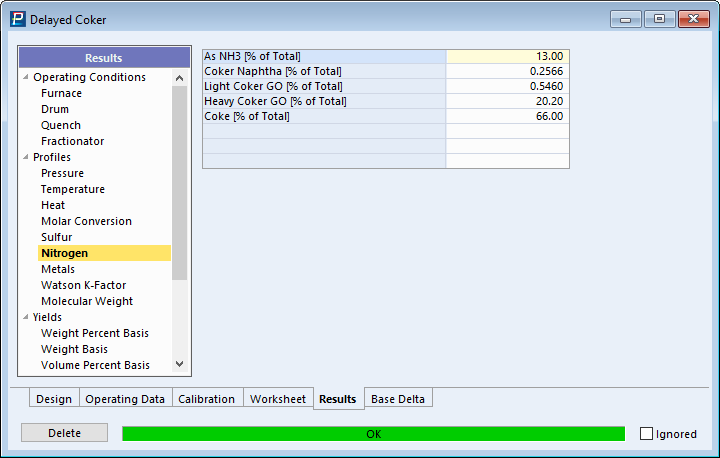 Delayed Coker
Results
Operating Conditions
Furnace
Drum
Quench
Fractionator
Profiles
Pressure
Temperature
Heat
Molar Conversion
Sulfur
Nitrogen
Metals
Watson K-Factor
Molecular Weight
Yields
Weight Percent Basis
Weight Basis
Volume Percent Basis
As NH3 [% of Total] 13.00
Coker Naphtha [% of Total] 0.2566
Light Coker GO [% of Total] 0.5460
Heavy Coker GO [% of Total] 20.20
Coke [% of Total] 66.00
Design Operating Data Calibration Worksheet Results Base Delta
Delete OK Ignored